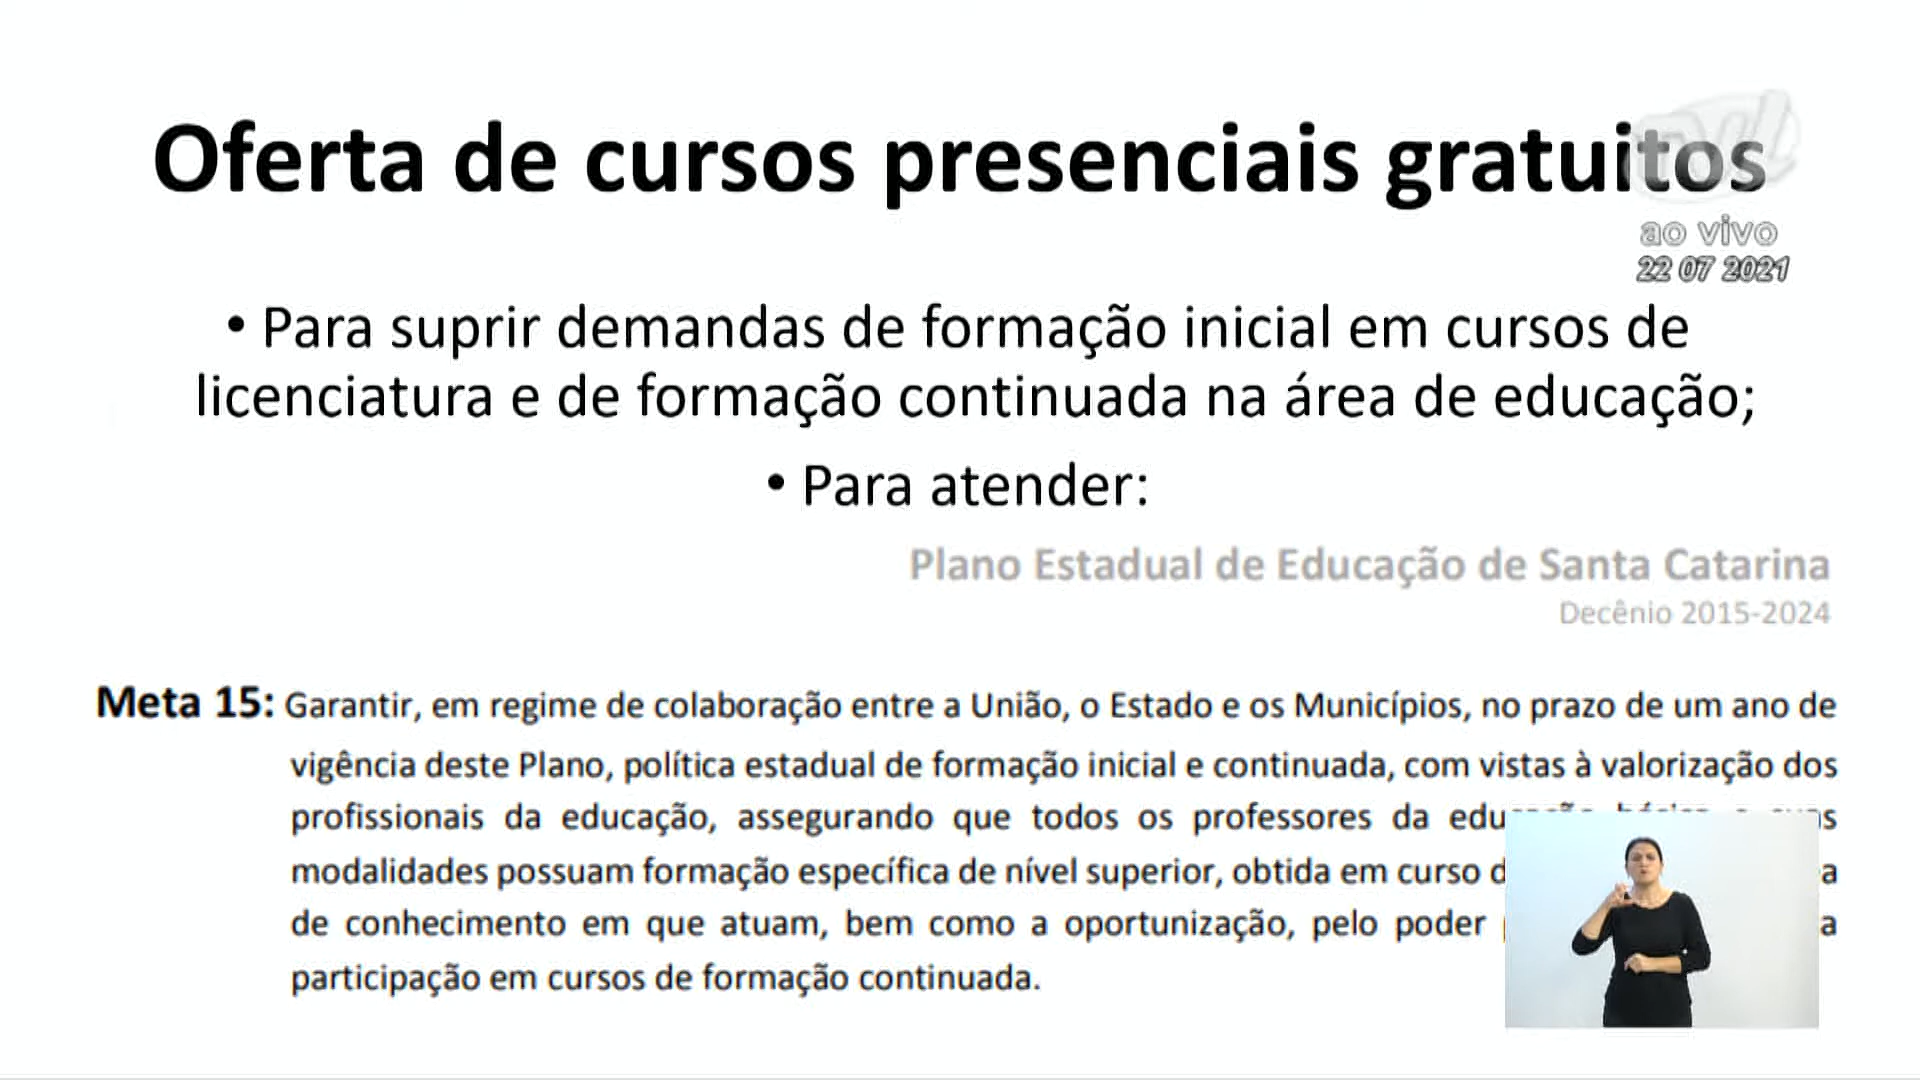 Oferta de cursos presenciais gratuitos
ao vivo
22 07 2021
• Para suprir demandas de formação inicial em cursos de
licenciatura e de formação continuada na área de educação;
• Para atender:
Plano Estadual de Educação de Santa Catarina
Decênio 2015-2024
Meta 15: Garantir, em regime de colaboração entre a União, o Estado e os Municípios, no prazo de um ano de
vigência deste Plano, política estadual de formação inicial e continuada, com vistas à valorização dos
profissionais da educação, assegurando que todos os professores da
modalidades possuam formação específica de nível superior, obtida em curso
de conhecimento em que atuam, bem como a oportunização, pelo poder a
participação em cursos de formação continuada.